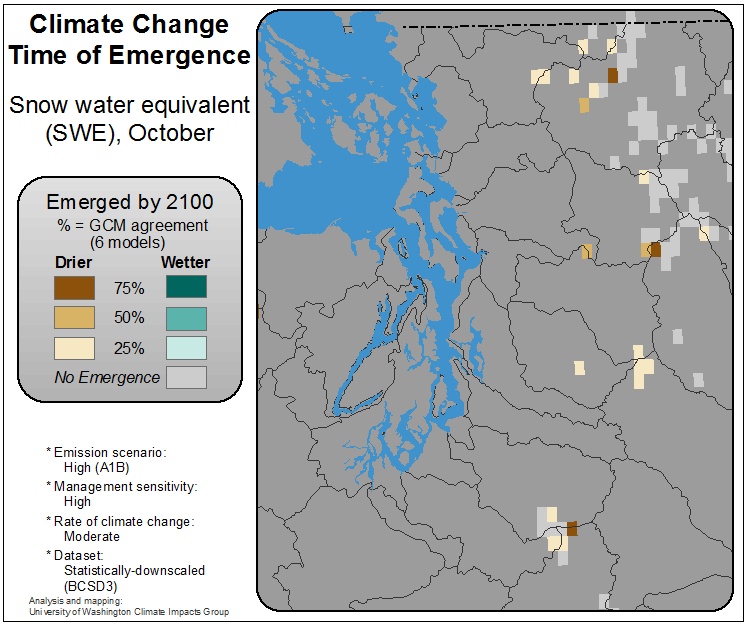 Climate Change
Time of Emergence
Snow water equivalent
(SWE), October
Emerged by 2100
% = GCM agreement
(6 models)
Drier Wetter
75%
50%
25%
No Emergence
* Emission scenario:
High (A1B)
* Management sensitivity:
High
* Rate of climate change:
Moderate
* Dataset:
Statistically-downscaled
(BCSD3)
Analysis and mapping:
University of Washington Climate Impacts Group